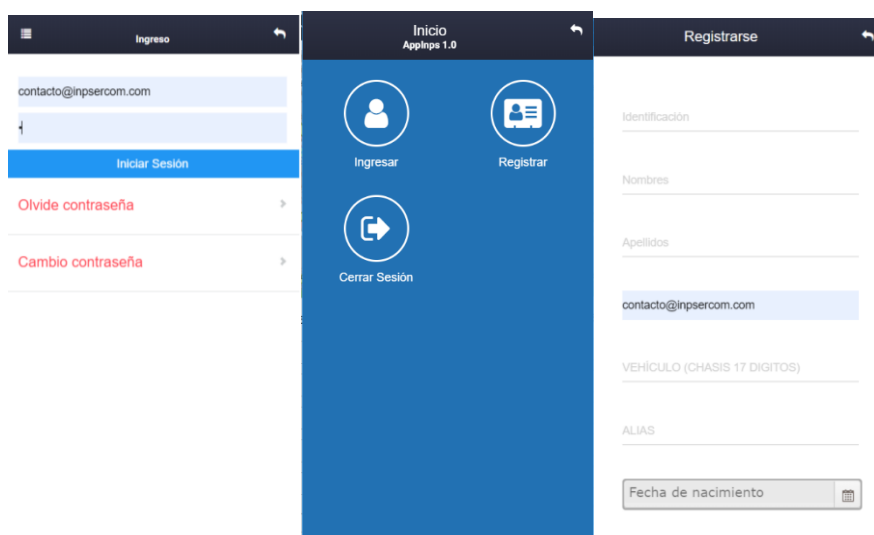 Ingreso
contacto@inpsercom.com
Iniciar Sesión
Olvide contraseña
Cambio contraseña
Inicio
AppInps 1.0
Ingresar
Registrar
Cerrar Sesión
Registrarse
Identificación
Nombres
Apellidos
contacto@inpsercom.com
VEHÍCULO (CHASIS 17 DIGITOS)
ALIAS
Fecha de nacimiento